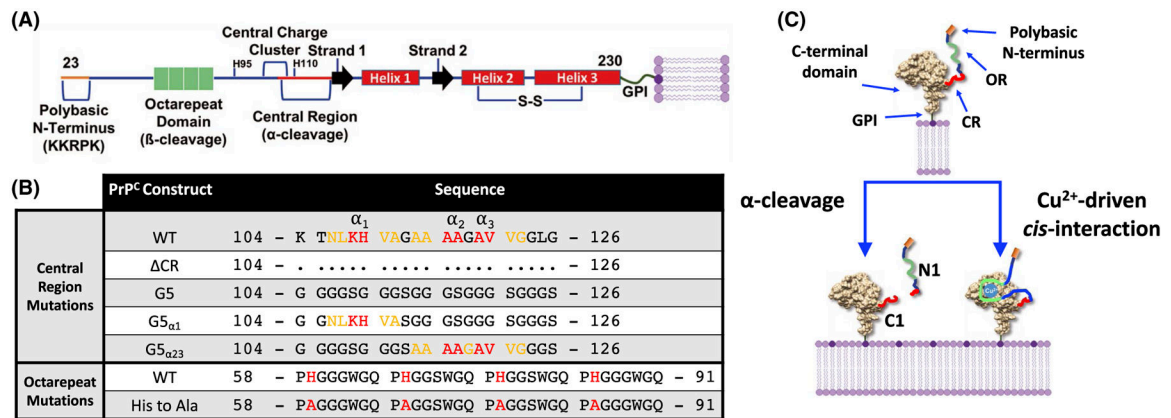 (A)
23
Polybasic
N-Terminus
(KKRPK)
Octarepeat
Domain
(ß-cleavage)
Central Charge
Cluster
H95
H110
Strand 1
Central Region
(α-cleavage)
Helix 1
Strand 2
Helix 2
Helix 3
S-S
230
GPI
(B)
PrPC Construct Sequence
Central
Region
Mutations
α1 α2 α3
WT 104 - K TNLKH VAGAA AAGAV VGGLG - 126
ΔCR 104 - . ..... ..... ..... ..... - 126
G5 104 - G GGGSG GGSGG GSGGG SGGGS - 126
G5α1 104 - G GNLKH VASGG GSGGG SGGGS - 126
G5α23 104 - G GGGSG GGSAA AAGAV VGGGS - 126
Octarepeat
Mutations
WT 58 - PHGGGWGQ PHGGSWGQ PHGGSWGQ PHGGGWGQ - 91
His to Ala 58 - PAGGGWGQ PAGGSWGQ PAGGSWGQ PAGGGWGQ - 91
(C)
C-terminal
domain
Polybasic
N-terminus
OR
CR
GPI
α-cleavage
Cu2+-driven
cis-interaction
N1
C1